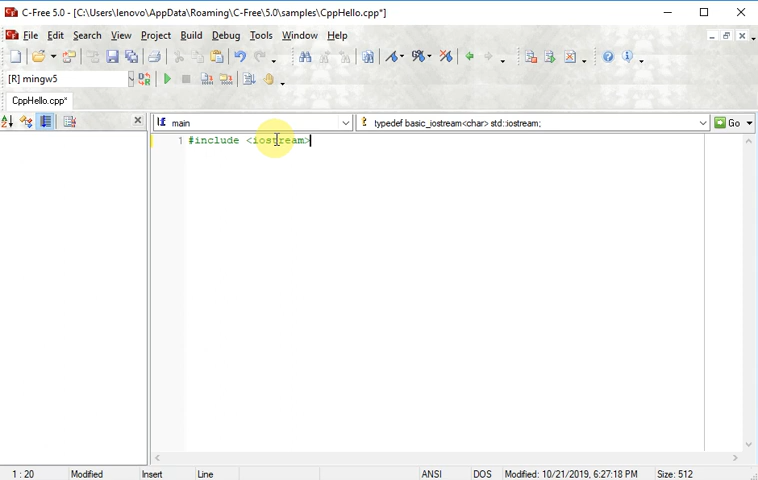 C-Free 5.0 - [C:\Users\lenovo\AppData\Roaming\C-Free\5.0\samples\CppHello.cpp*]
File Edit Search View Project Build Debug Tools Window Help
[R] mingw5
CppHello.cpp*
main typedef basic_iostream<char> std::iostream; Go
1 #include <iostream>
1 : 20 Modified Insert Line ANSI DOS Modified: 10/21/2019, 6:27:18 PM Size: 512